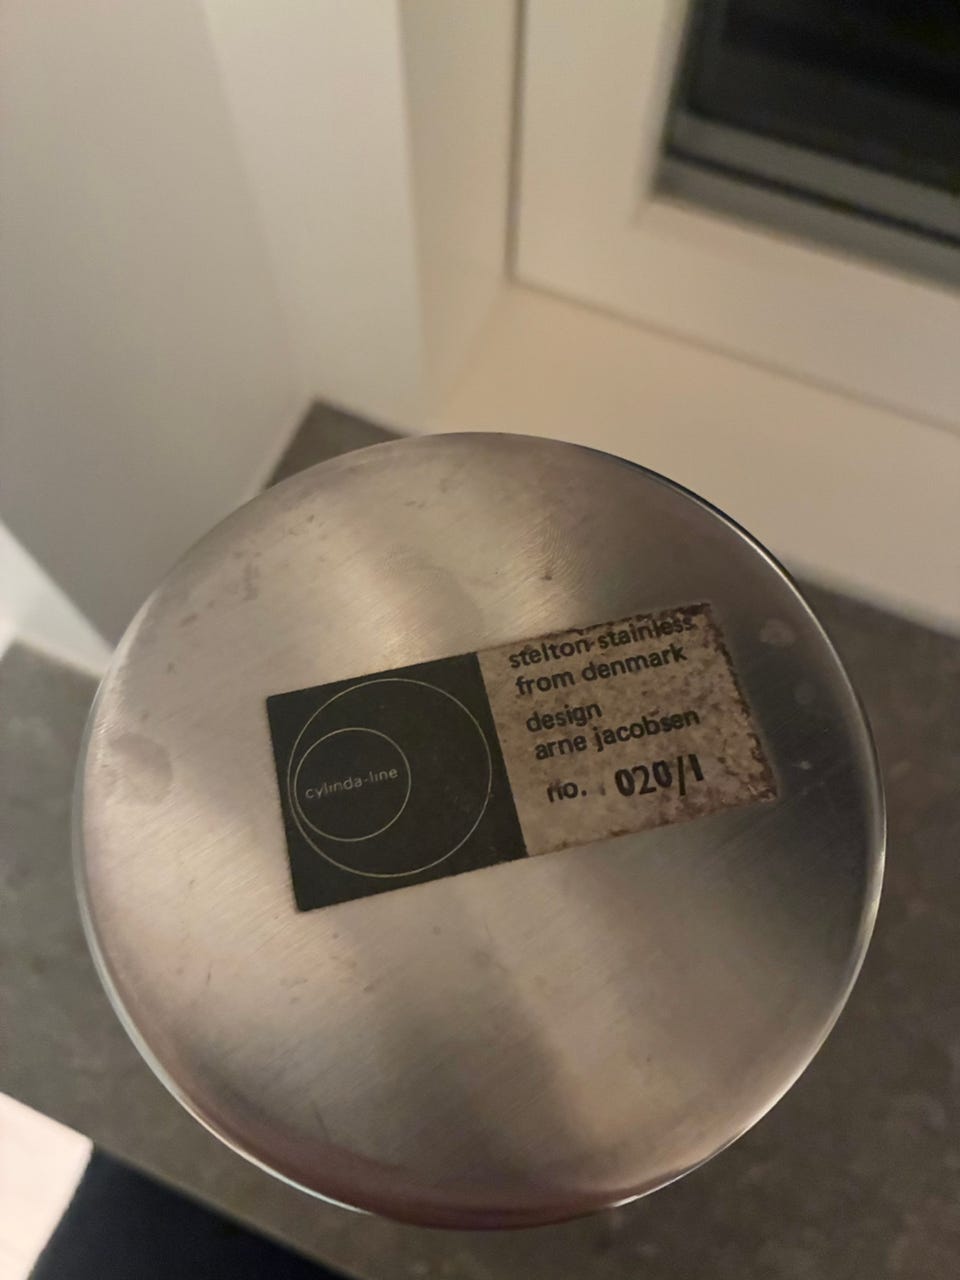 cylinda-line
stelton-stainless
from denmark
design
arne jacobsen
no. 020/1